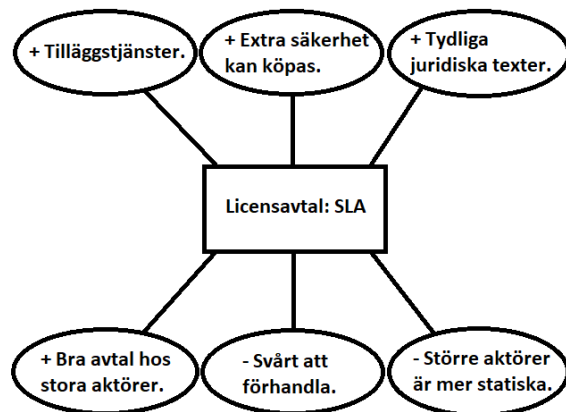 + Tilläggstjänster.
+ Extra säkerhet
kan köpas.
+ Tydliga
juridiska texter.
Licensavtal: SLA
+ Bra avtal hos
stora aktörer.
- Svårt att
förhandla.
- Större aktörer
är mer statiska.